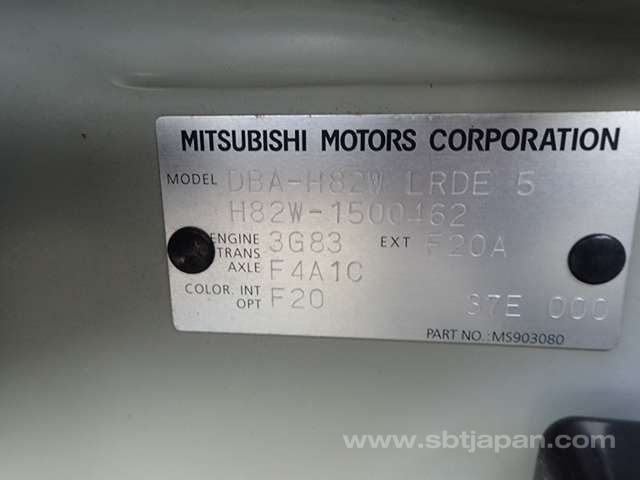 MITSUBISHI MOTORS CORPORATION
MODEL DBA-H82W LRDE 5
H82W-1500462
ENGINE 3G83 EXT F20A
TRANS
AXLE F4A1C
COLOR. INT
OPT F20 37E 000
PART NO.: MS903080
www.sbtjapan.com